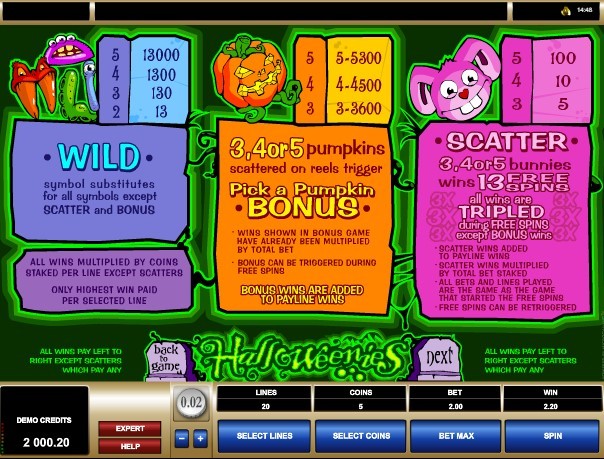 14:48
5 13000
4 1300
3 130
2 13
5 5-5300
4 4-4500
3 3-3600
5 100
4 10
3 5
• WILD •
symbol substitutes
for all symbols except
SCATTER and BONUS
ALL WINS MULTIPLIED BY COINS
STAKED PER LINE EXCEPT SCATTERS
ONLY HIGHEST WIN PAID
PER SELECTED LINE
3,4or5 pumpkins
scattered on reels trigger
Pick a Pumpkin
• BONUS •
• WINS SHOWN IN BONUS GAME
HAVE ALREADY BEEN MULTIPLIED
BY TOTAL BET
• BONUS CAN BE TRIGGERED DURING
FREE SPINS
BONUS WINS ARE
ADDED TO PAYLINE WINS
• SCATTER •
3,4or5 bunnies
wins 13 FREE SPINS
3X 3X
all wins are
TRIPLED
during FREE SPINS
except BONUS wins
• SCATTER WINS ADDED
TO PAYLINE WINS
• SCATTER WINS MULTIPLIED
BY TOTAL BET STAKED
• ALL BETS AND LINES PLAYED
ARE THE SAME AS THE GAME
THAT STARTED THE FREE SPINS
• FREE SPINS CAN BE RETRIGGERED
ALL WINS PAY LEFT TO
RIGHT EXCEPT SCATTERS
WHICH PAY ANY
back
to
game
Halloweenies
next
ALL WINS PAY LEFT TO
RIGHT EXCEPT SCATTERS
WHICH PAY ANY
DEMO CREDITS
2 000.20
EXPERT
HELP
0.02
− +
LINES
20
COINS
5
BET
2.00
WIN
2.20
SELECT LINES
SELECT COINS
BET MAX
SPIN